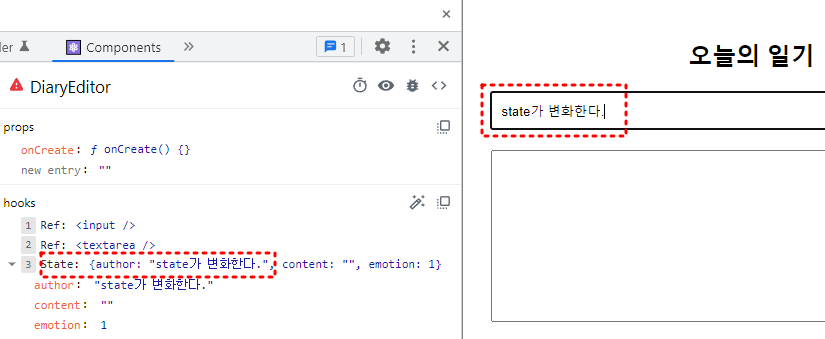 ler Components 1
DiaryEditor
props
onCreate: ƒ onCreate() {}
new entry: ""
hooks
1 Ref: <input />
2 Ref: <textarea />
3 State: {author: "state가 변화한다.", content: "", emotion: 1}
author: "state가 변화한다."
content: ""
emotion: 1
오늘의 일기
state가 변화한다.